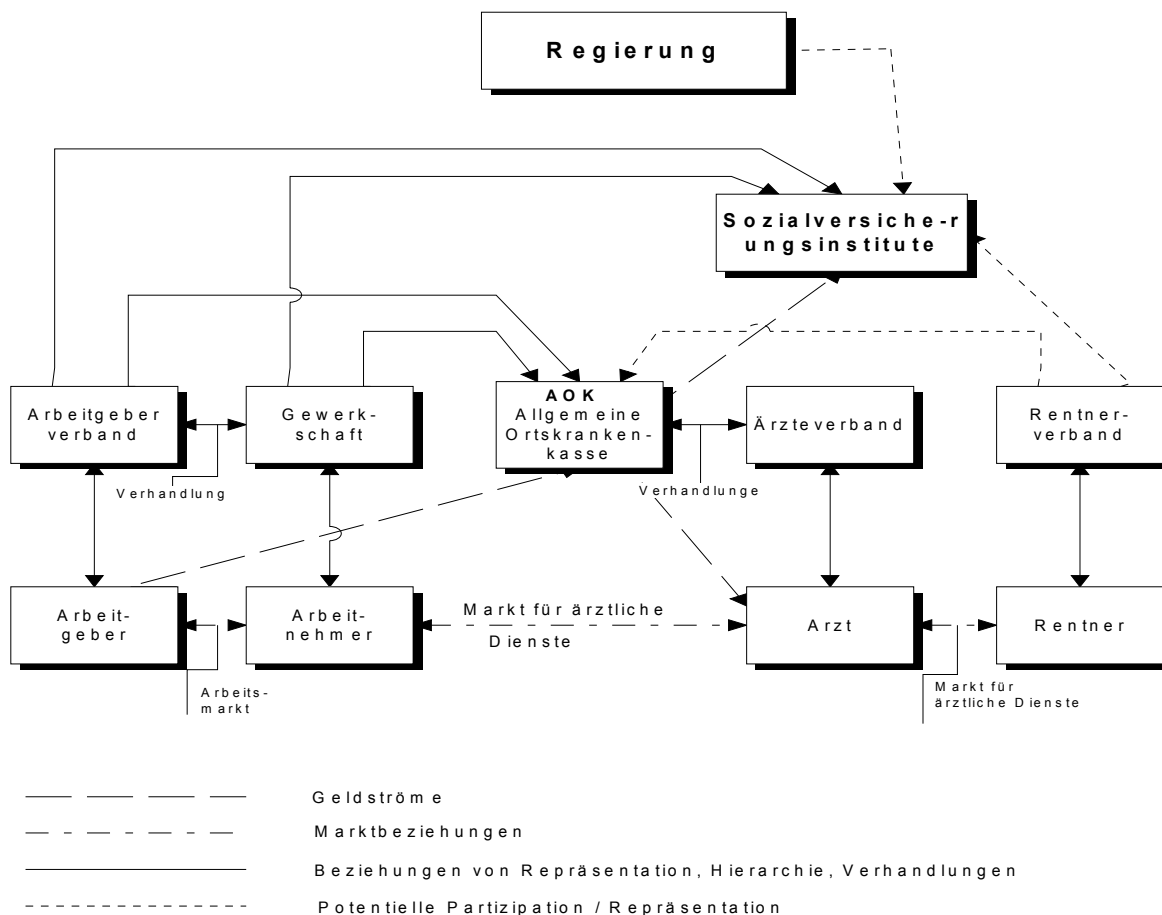 Regierung
Sozialversiche-r
ungsinstitute
Arbeitgeber
verband
Gewerk-
schaft
AOK
Allgemeine
Ortskranken-
kasse
Ärzteverband
Rentner-
verband
Verhandlung
Verhandlunge
Arbeit-
geber
Arbeit-
nehmer
Markt für ärztliche
Dienste
Arzt
Rentner
Arbeits-
markt
Markt für
ärztliche Dienste
Geldströme
Marktbeziehungen
Beziehungen von Repräsentation, Hierarchie, Verhandlungen
Potentielle Partizipation / Repräsentation